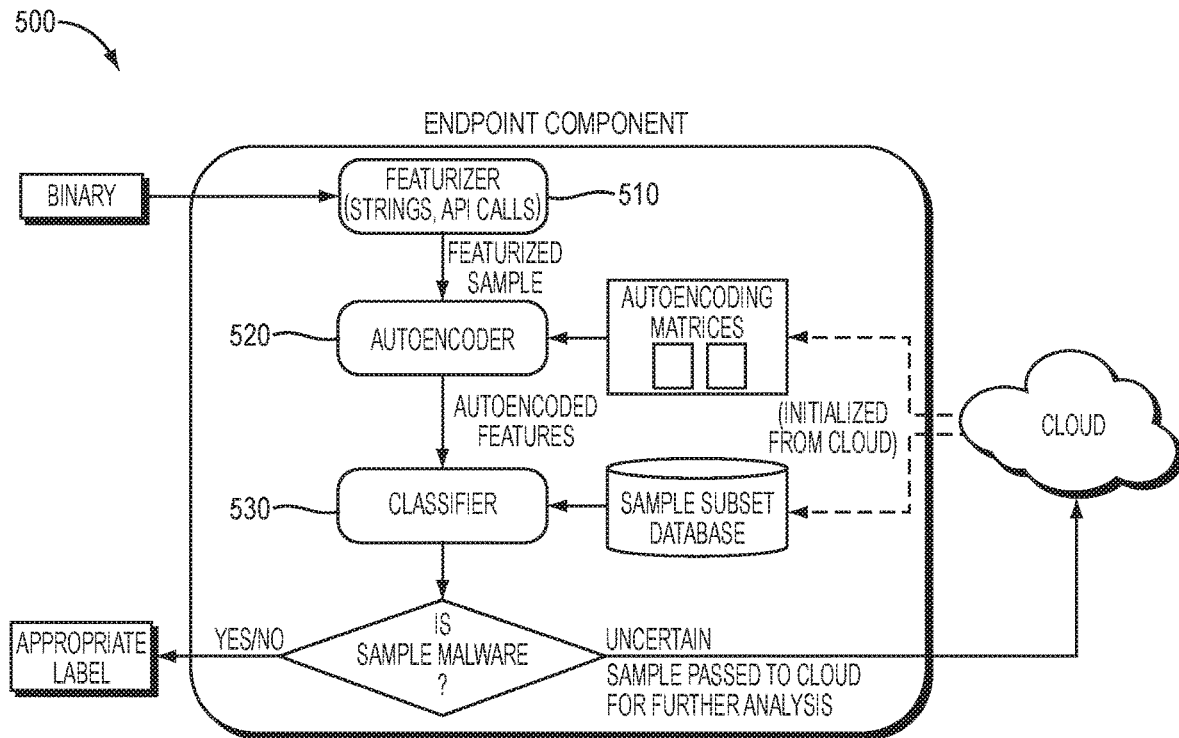 500
ENDPOINT COMPONENT
BINARY
FEATURIZER
(STRINGS, API CALLS)
510
FEATURIZED
SAMPLE
520
AUTOENCODER
AUTOENCODING
MATRICES
AUTOENCODED
FEATURES
(INITIALIZED
FROM CLOUD)
CLOUD
530
CLASSIFIER
SAMPLE SUBSET
DATABASE
APPROPRIATE
LABEL
YES/NO
IS
SAMPLE MALWARE
?
UNCERTAIN
SAMPLE PASSED TO CLOUD
FOR FURTHER ANALYSIS